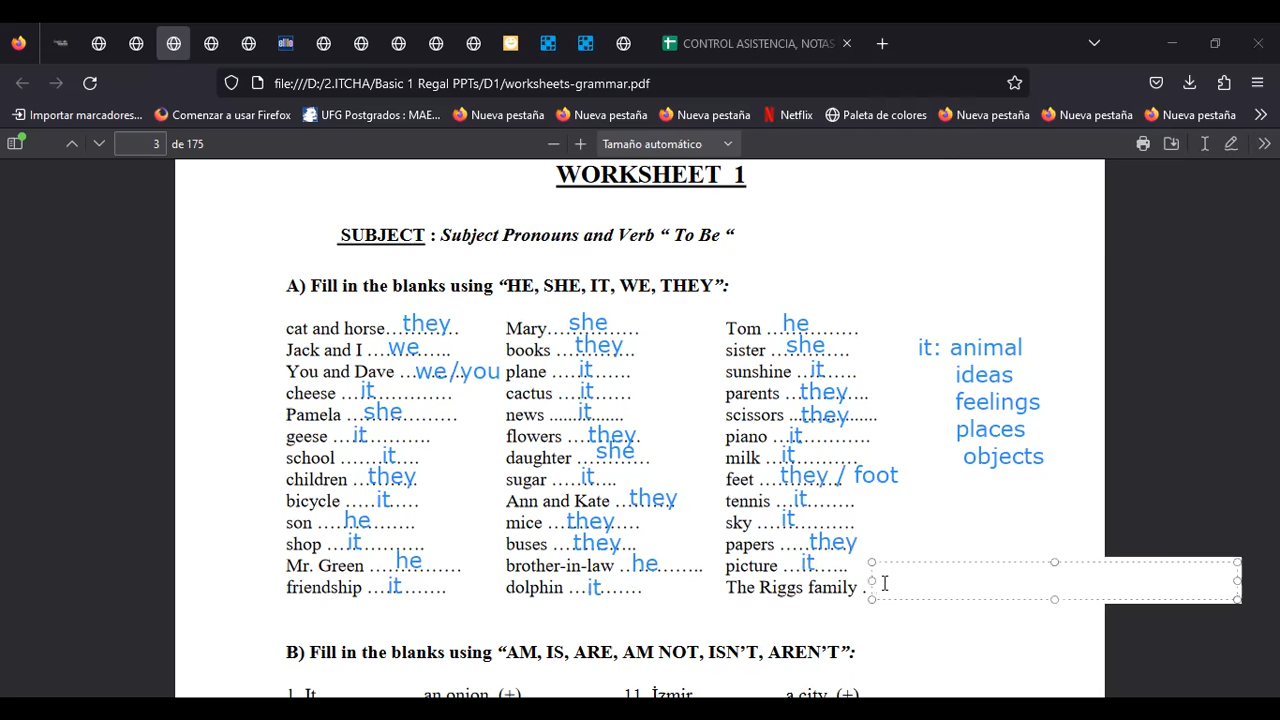 CONTROL ASISTENCIA, NOTAS
file:///D:/2.ITCHA/Basic 1 Regal PPTs/D1/worksheets-grammar.pdf
Importar marcadores... Comenzar a usar Firefox UFG Postgrados : MAE... Nueva pestaña Nueva pestaña Nueva pestaña Netflix Paleta de colores Nueva pestaña Nueva pestaña Nueva pestaña
3 de 175 Tamaño automático
WORKSHEET 1
SUBJECT : Subject Pronouns and Verb “ To Be “
A) Fill in the blanks using “HE, SHE, IT, WE, THEY”:
cat and horse…they………… Mary…she………… Tom …he…………
Jack and I …we……. books …they……. sister …she………. it: animal
You and Dave …we/you plane …it…… sunshine …it…… ideas
cheese …it………… cactus …it…… parents …they….. feelings
Pamela …she………… news ......it....... scissors ...they............ places
geese …it………. flowers …they. piano …it…………. objects
school ………it…. daughter …she……… milk …it………
children …they…… sugar …it…… feet …they / foot
bicycle …..it……. Ann and Kate …they…. tennis …it………
son …he………. mice …they…… sky …it………
shop …it………… buses …they….. papers …..they
Mr. Green …he……… brother-in-law ..he…….. picture …it…..
friendship …it……. dolphin …it……. The Riggs family .
B) Fill in the blanks using “AM, IS, ARE, AM NOT, ISN’T, AREN’T”:
1. It an onion. (+) 11. İzmir a city. (+)